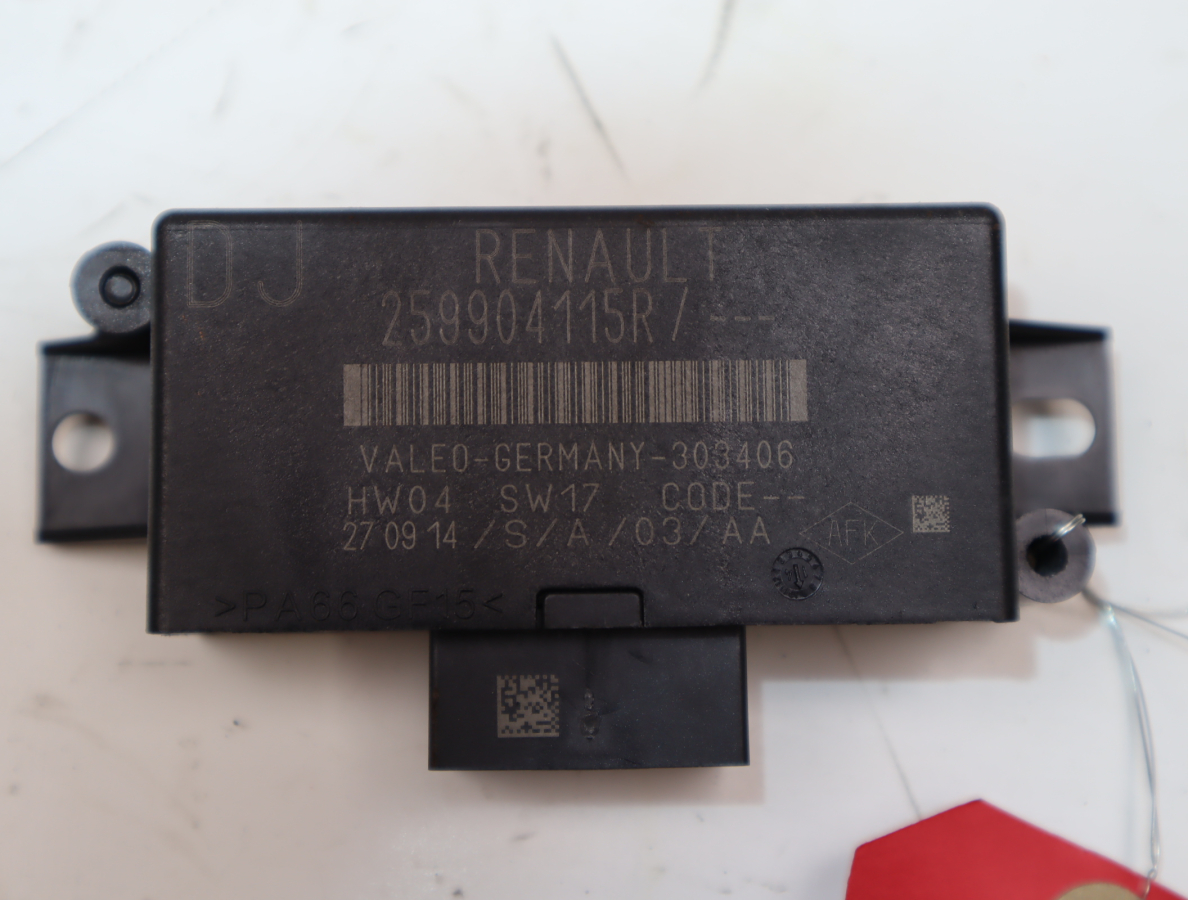 DJ
RENAULT
259904115R/ ---
VALEO-GERMANY-303406
HW04 SW17 CODE--
27 09 14 /S/A /03/ AA
AFK
>PA66 GF15<